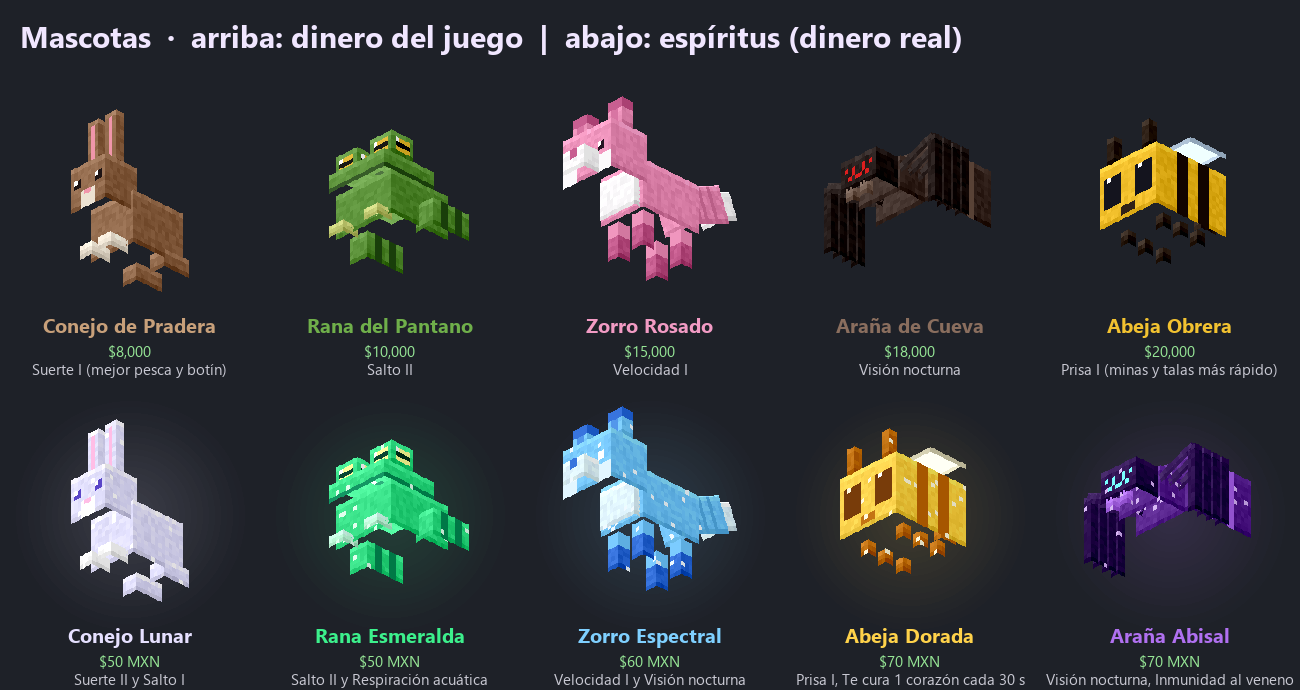 Mascotas · arriba: dinero del juego | abajo: espíritus (dinero real)
Conejo de Pradera
$8,000
Suerte I (mejor pesca y botín)
Rana del Pantano
$10,000
Salto II
Zorro Rosado
$15,000
Velocidad I
Araña de Cueva
$18,000
Visión nocturna
Abeja Obrera
$20,000
Prisa I (minas y talas más rápido)
Conejo Lunar
$50 MXN
Suerte II y Salto I
Rana Esmeralda
$50 MXN
Salto II y Respiración acuática
Zorro Espectral
$60 MXN
Velocidad I y Visión nocturna
Abeja Dorada
$70 MXN
Prisa I, Te cura 1 corazón cada 30 s
Araña Abisal
$70 MXN
Visión nocturna, Inmunidad al veneno